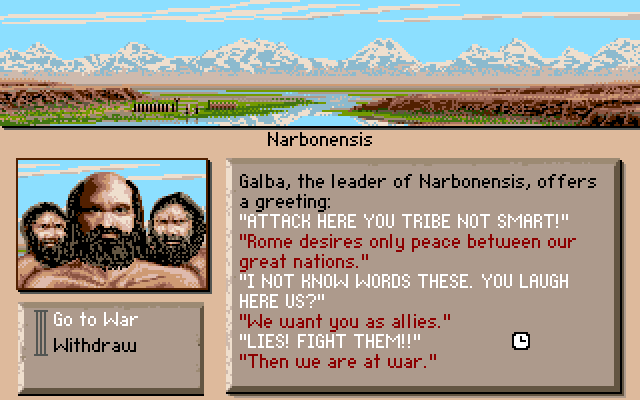 Narbonensis
Galba, the leader of Narbonensis, offers
a greeting:
"ATTACK HERE YOU TRIBE NOT SMART!"
"Rome desires only peace between our
great nations."
"I NOT KNOW WORDS THESE. YOU LAUGH
HERE US?"
"We want you as allies."
"LIES! FIGHT THEM!!"
"Then we are at war."
Go to War
Withdraw